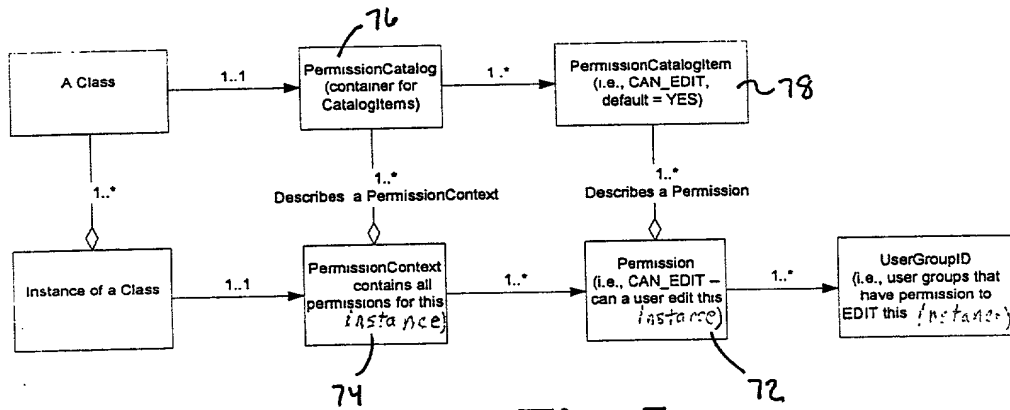 76
A Class
1..1
PermissionCatalog
(container for
CatalogItems)
1..*
PermissionCatalogItem
(i.e., CAN_EDIT,
default = YES)
78
1..*
1..*
Describes a PermissionContext
1..*
Describes a Permission
Instance of a Class
1..1
PermissionContext
contains all
permissions for this
instance)
1..*
Permission
(i.e., CAN_EDIT –
can a user edit this
instance)
1..*
UserGroupID
(i.e., user groups that
have permission to
EDIT this instance)
74
72